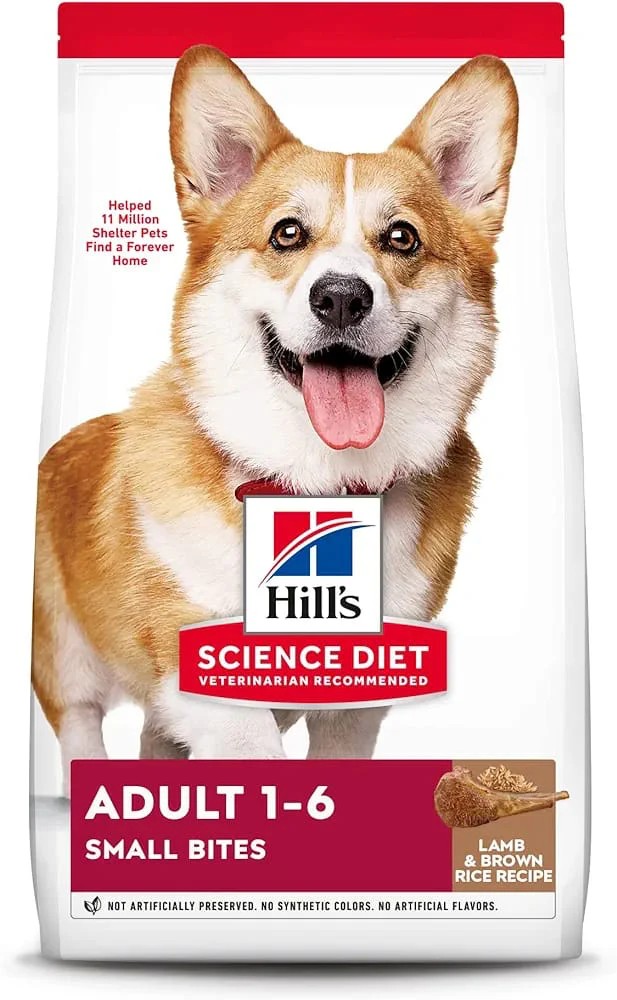 Helped
11 Million
Shelter Pets
Find a Forever
Home
Hill's
SCIENCE DIET
VETERINARIAN RECOMMENDED
ADULT 1-6
SMALL BITES
LAMB
& BROWN
RICE RECIPE
NOT ARTIFICIALLY PRESERVED. NO SYNTHETIC COLORS. NO ARTIFICIAL FLAVORS.